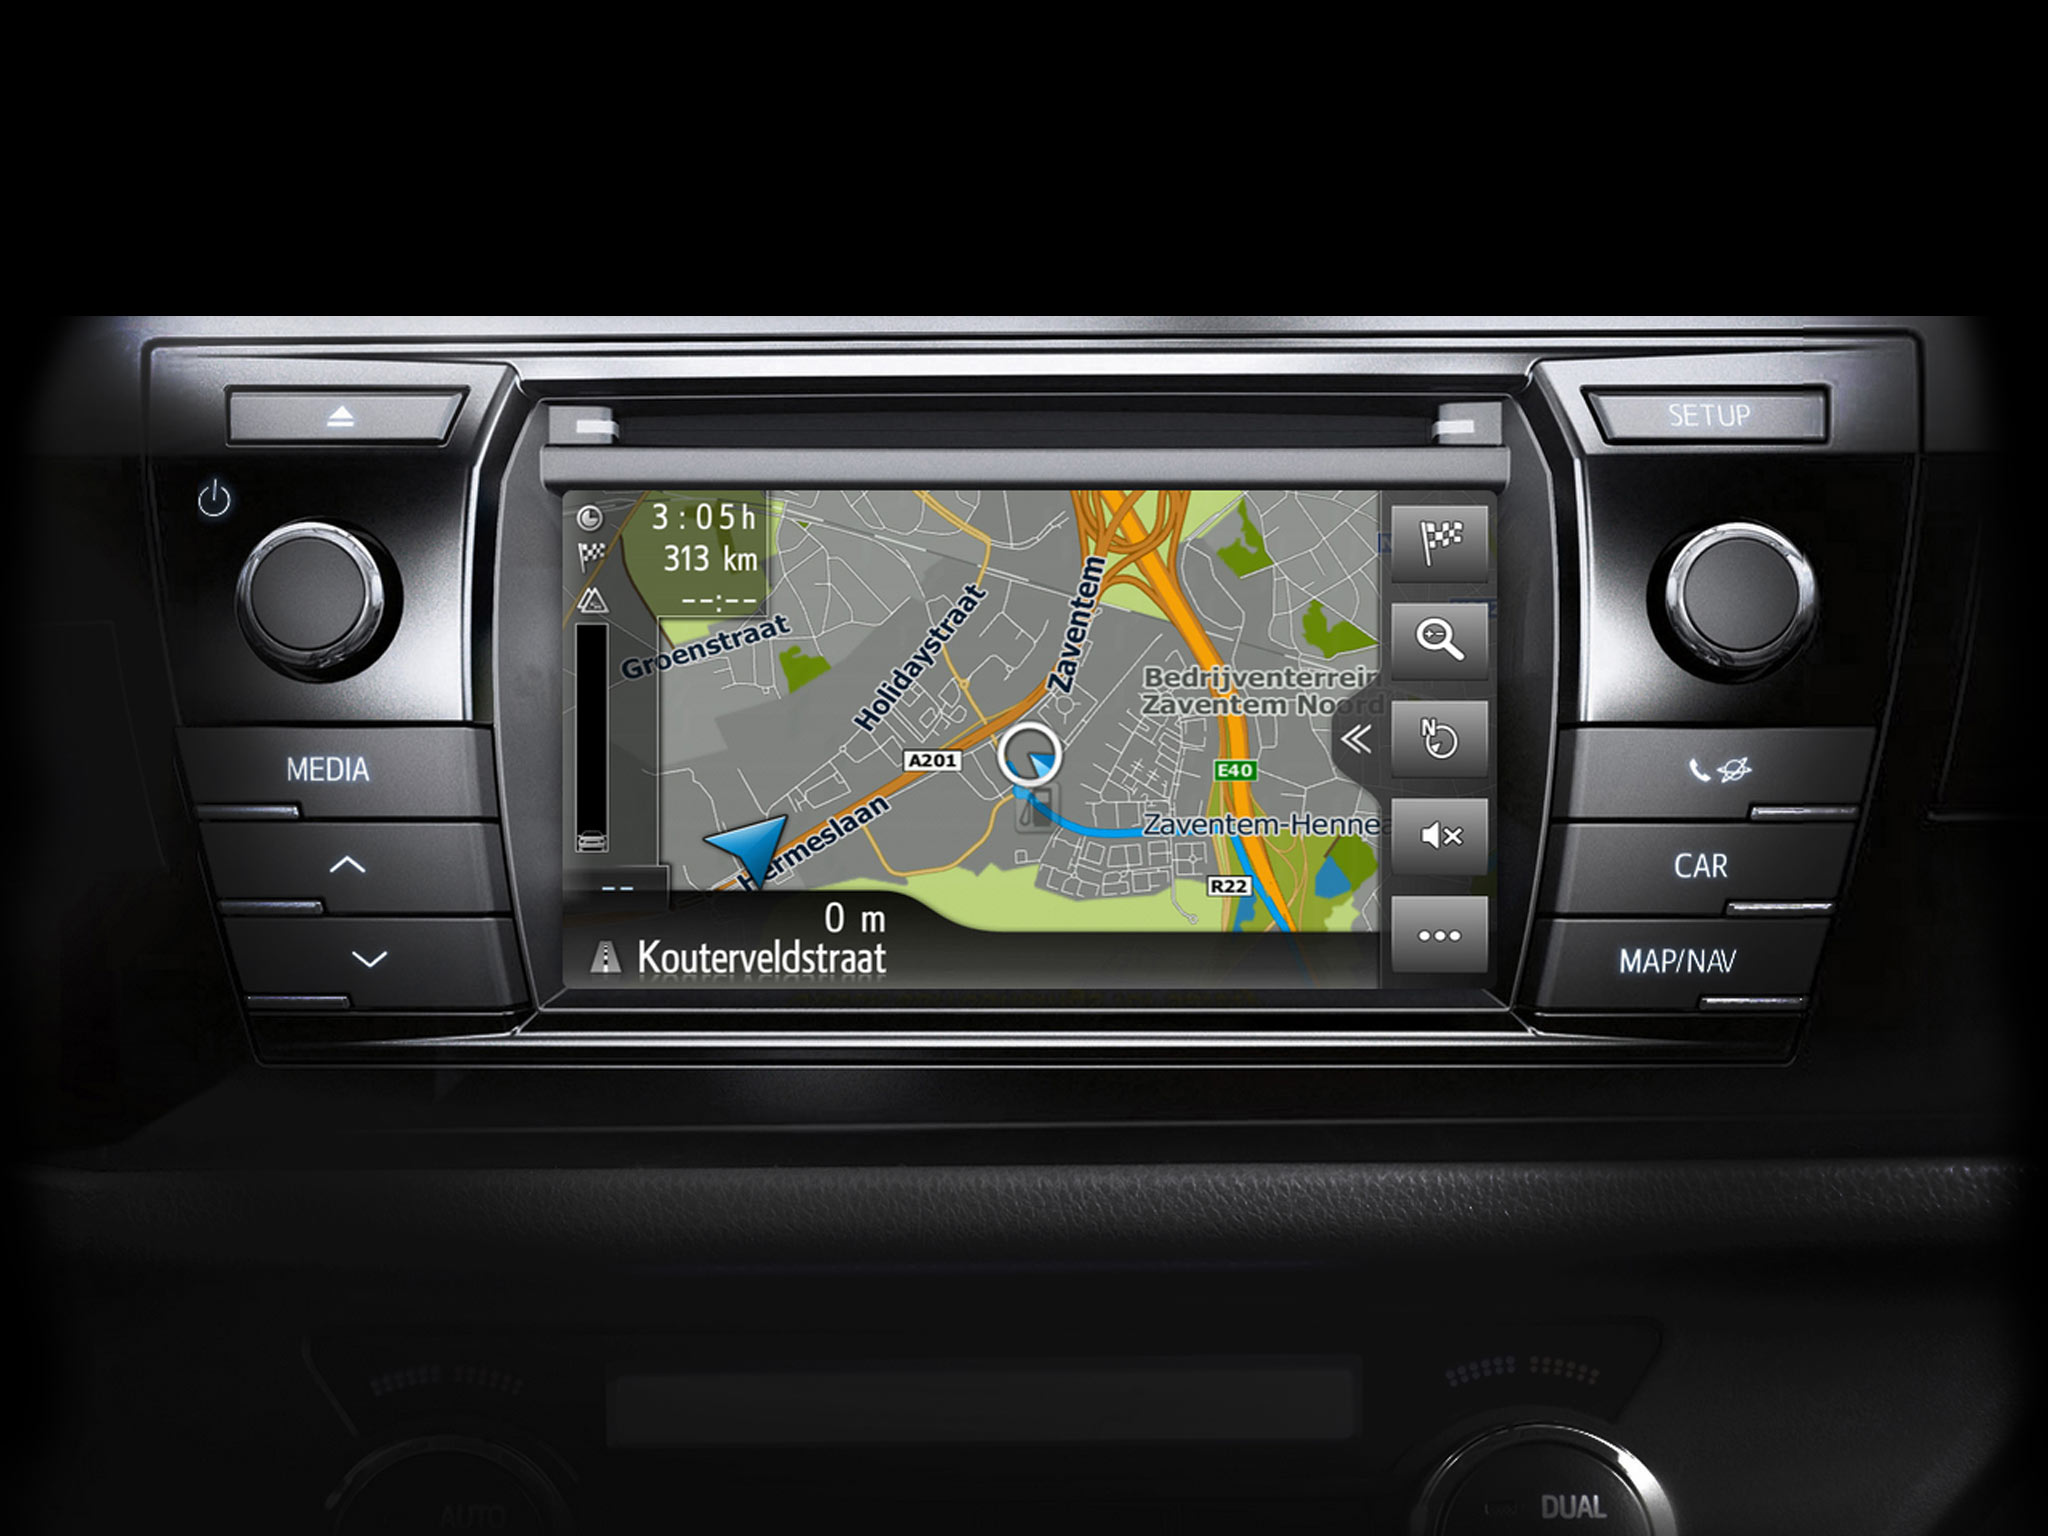 SETUP
3:05h
313 km
--:--
Groenstraat
Holidaystraat
Zaventem
Bedrijventerrein
Zaventem Noord
N
MEDIA
A201
E40
Hermeslaan
Zaventem-Henne
R22
CAR
--
0 m
Kouterveldstraat
MAP/NAV
AUTO
DUAL